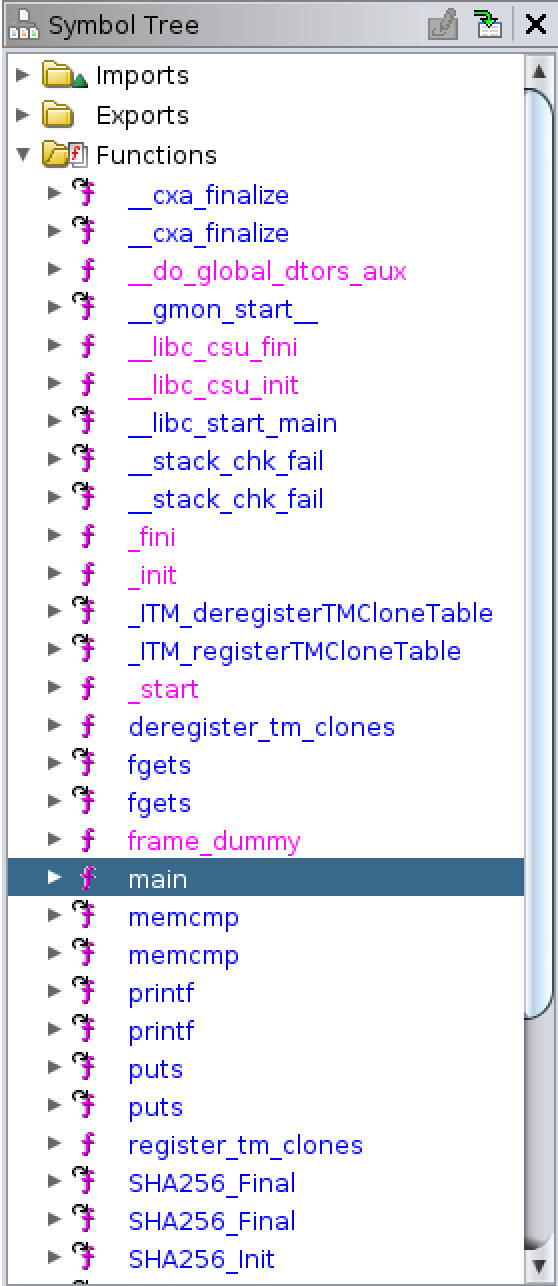 Symbol Tree
Imports
Exports
Functions
__cxa_finalize
__cxa_finalize
__do_global_dtors_aux
__gmon_start__
__libc_csu_fini
__libc_csu_init
__libc_start_main
__stack_chk_fail
__stack_chk_fail
_fini
_init
_ITM_deregisterTMCloneTable
_ITM_registerTMCloneTable
_start
deregister_tm_clones
fgets
fgets
frame_dummy
main
memcmp
memcmp
printf
printf
puts
puts
register_tm_clones
SHA256_Final
SHA256_Final
SHA256_Init